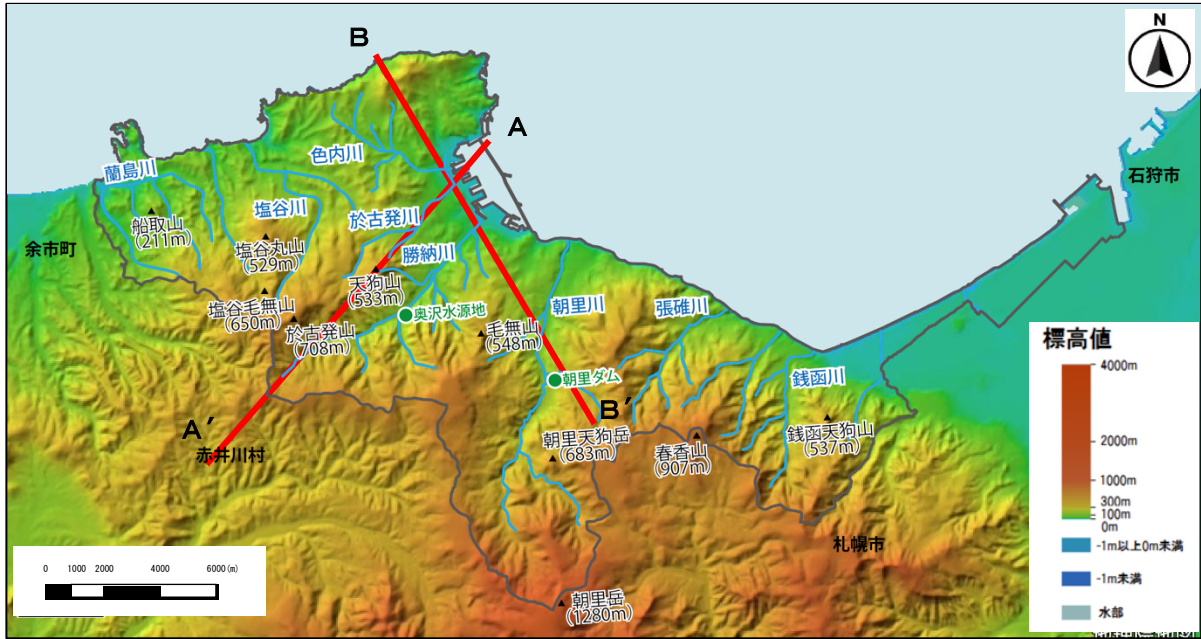 B
N
A
色内川
蘭島川
石狩市
塩谷川
於古発川
船取山
(211m)
余市町
塩谷丸山
(529m)
勝納川
天狗山
(533m)
塩谷毛無山
(650m)
奥沢水源地
朝里川
張碓川
於古発山
(708m)
毛無山
(548m)
標高値
4000m
2000m
1000m
300m
100m
0m
-1m以上0m未満
-1m未満
水部
朝里ダム
銭函川
B′
A′
赤井川村
朝里天狗岳
(683m)
春香山
(907m)
銭函天狗山
(537m)
札幌市
0 1000 2000 4000 6000(m)
朝里岳
(1280m)